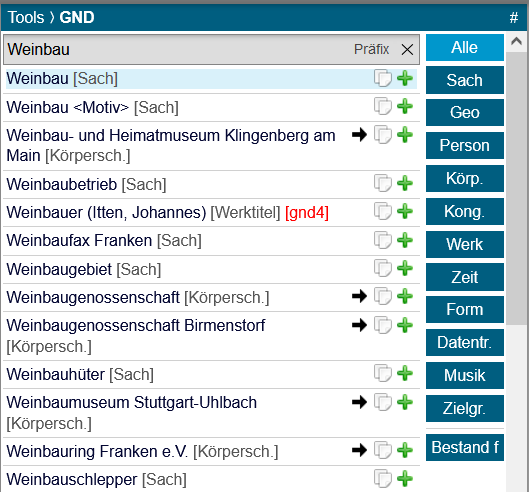 Tools 〉 GND #
Weinbau Präfix ×
Alle
Weinbau [Sach]
Sach
Weinbau <Motiv> [Sach]
Geo
Weinbau- und Heimatmuseum Klingenberg am
Main [Körpersch.]
Person
Weinbaubetrieb [Sach]
Körp.
Weinbauer (Itten, Johannes) [Werktitel] [gnd4]
Kong.
Weinbaufax Franken [Sach]
Werk
Weinbaugebiet [Sach]
Zeit
Weinbaugenossenschaft [Körpersch.]
Form
Weinbaugenossenschaft Birmenstorf
[Körpersch.]
Datentr.
Weinbauhüter [Sach]
Musik
Weinbaumuseum Stuttgart-Uhlbach
[Körpersch.]
Zielgr.
Weinbauring Franken e.V. [Körpersch.]
Bestand f
Weinbauschlepper [Sach]